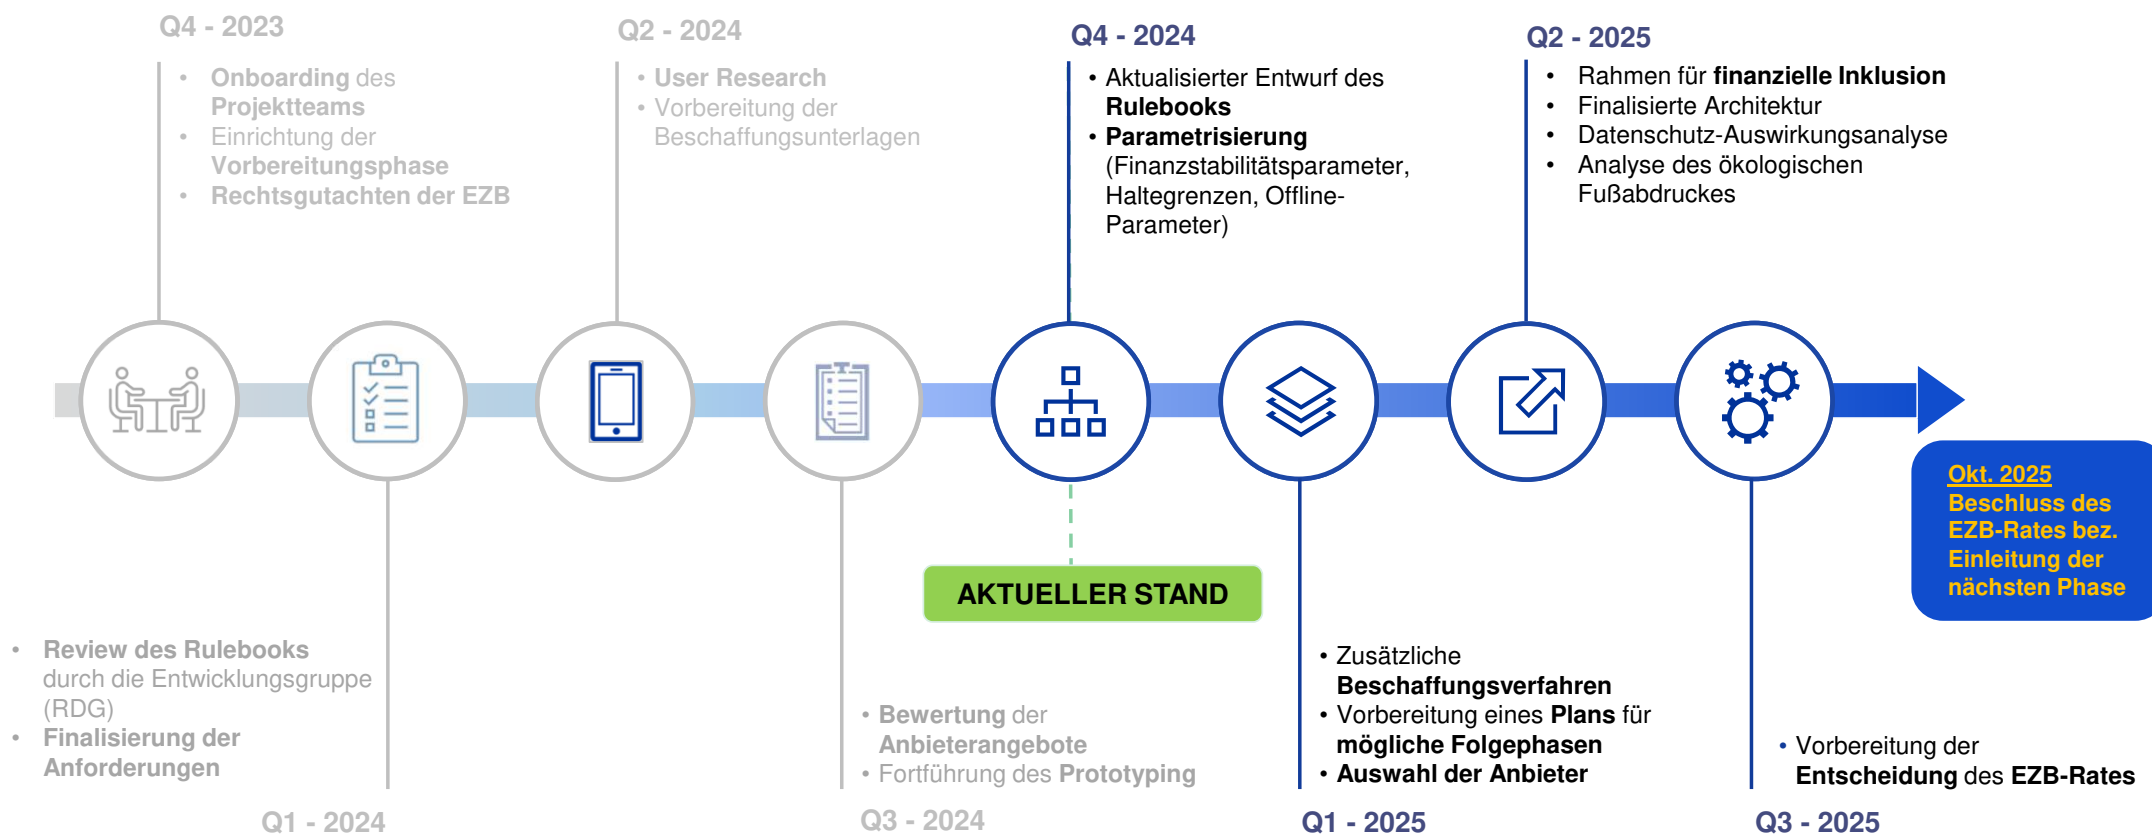 Q4 - 2023
• Onboarding des
Projektteams
• Einrichtung der
Vorbereitungsphase
• Rechtsgutachten der EZB
Q2 - 2024
• User Research
• Vorbereitung der
Beschaffungsunterlagen
Q4 - 2024
• Aktualisierter Entwurf des
Rulebooks
• Parametrisierung
(Finanzstabilitätsparameter,
Haltegrenzen, Offline-
Parameter)
Q2 - 2025
• Rahmen für finanzielle Inklusion
• Finalisierte Architektur
• Datenschutz-Auswirkungsanalyse
• Analyse des ökologischen
Fußabdruckes
Okt. 2025
Beschluss des
EZB-Rates bez.
Einleitung der
nächsten Phase
AKTUELLER STAND
• Review des Rulebooks
durch die Entwicklungsgruppe
(RDG)
• Finalisierung der
Anforderungen
Q1 - 2024
• Bewertung der
Anbieterangebote
• Fortführung des Prototyping
Q3 - 2024
• Zusätzliche
Beschaffungsverfahren
• Vorbereitung eines Plans für
mögliche Folgephasen
• Auswahl der Anbieter
Q1 - 2025
• Vorbereitung der
Entscheidung des EZB-Rates
Q3 - 2025